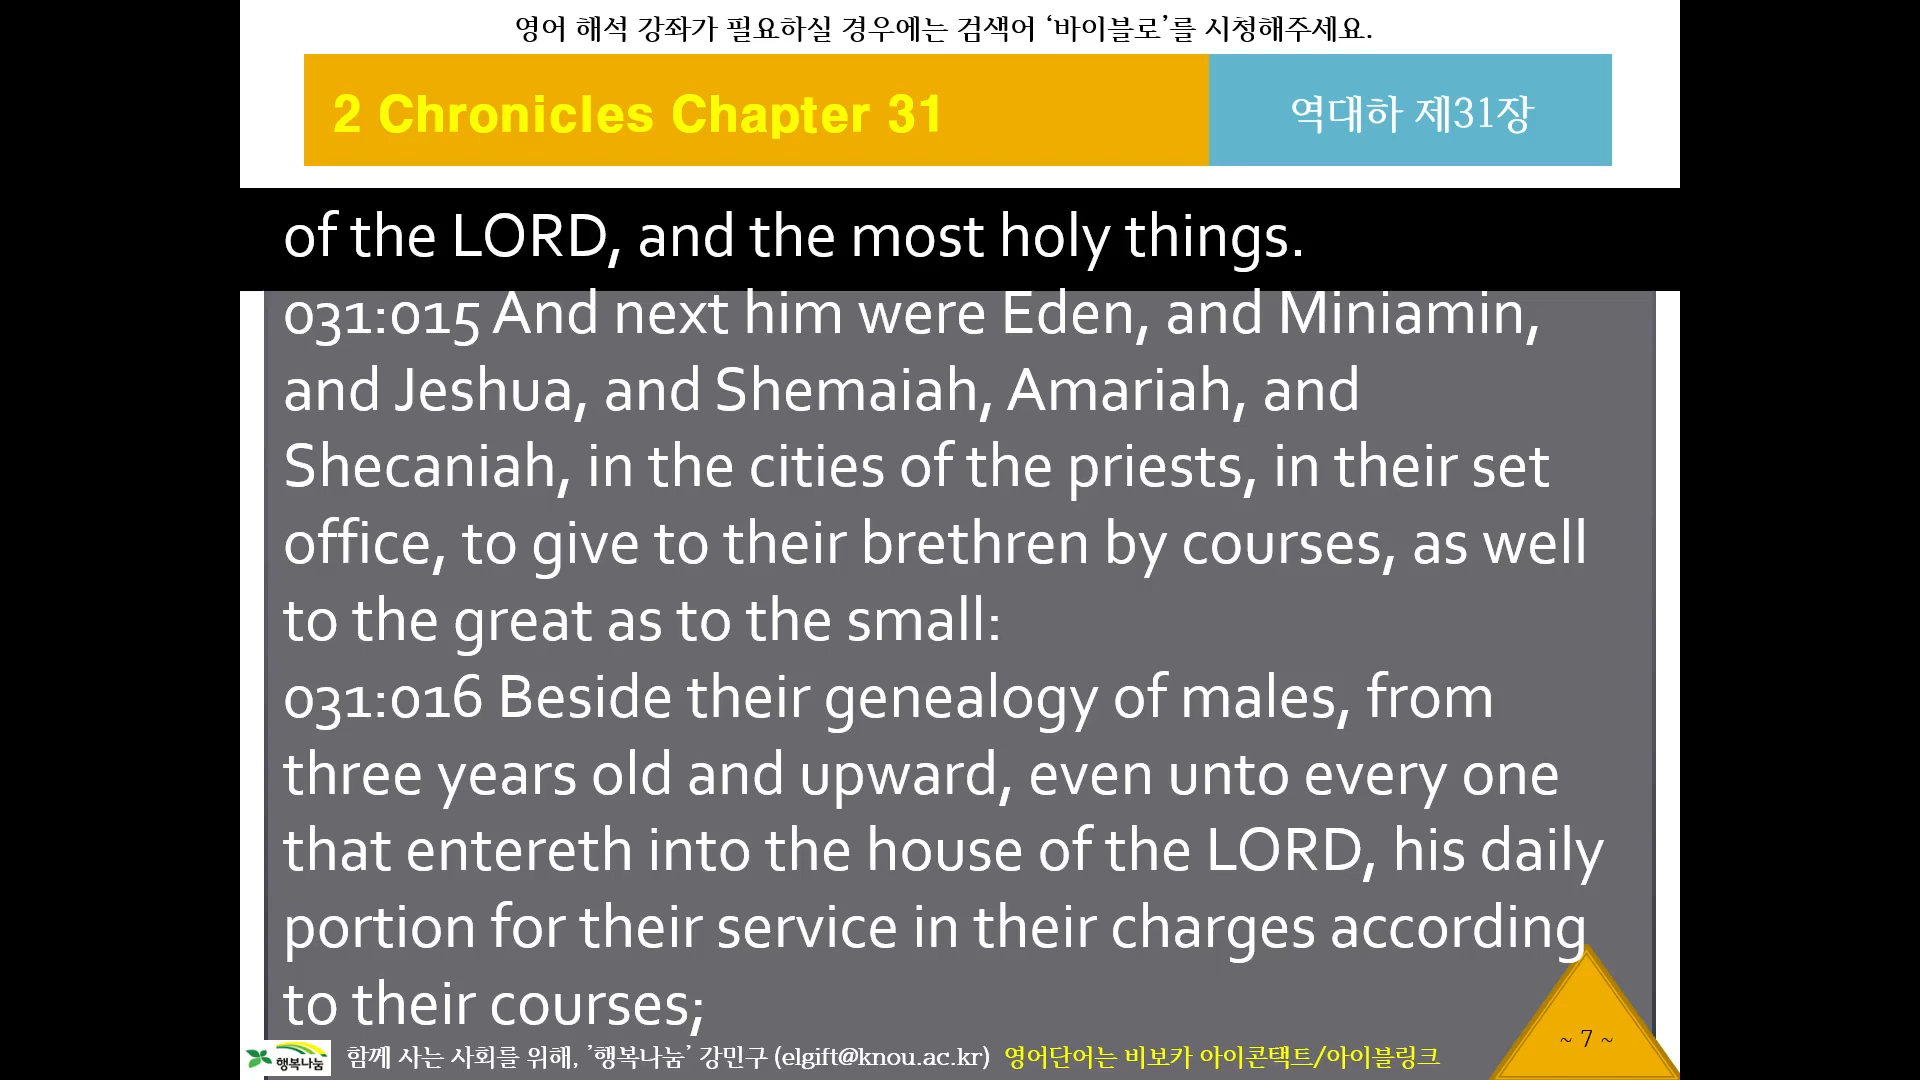 영어 해석 강좌가 필요하실 경우에는 검색어 ‘바이블로’를 시청해주세요.
2 Chronicles Chapter 31
역대하 제31장
of the LORD, and the most holy things.
031:015 And next him were Eden, and Miniamin,
and Jeshua, and Shemaiah, Amariah, and
Shecaniah, in the cities of the priests, in their set
office, to give to their brethren by courses, as well
to the great as to the small:
031:016 Beside their genealogy of males, from
three years old and upward, even unto every one
that entereth into the house of the LORD, his daily
portion for their service in their charges according
to their courses;
~ 7 ~
행복나눔
함께 사는 사회를 위해, ’행복나눔’ 강민구 (elgift@knou.ac.kr) 영어단어는 비보카 아이콘택트/아이블링크